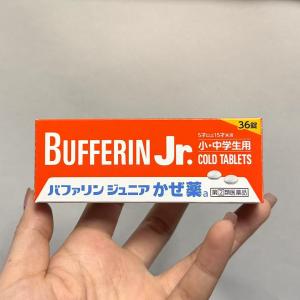 36錠
5才以上15才未満
小・中学生用
BUFFERIN Jr. COLD TABLETS
バファリン ジュニア かぜ薬a
指定第②類医薬品